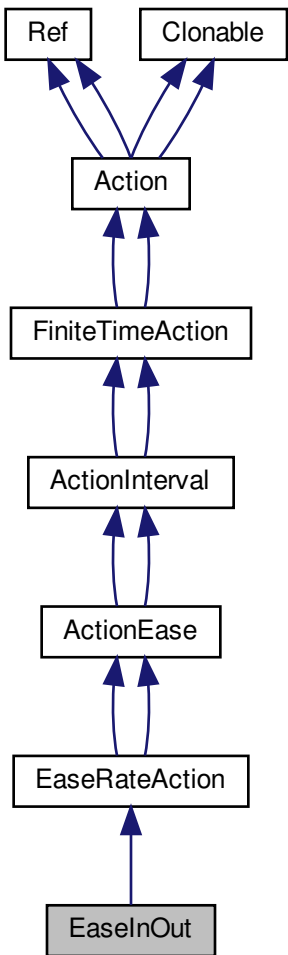 Ref
Clonable
Action
FiniteTimeAction
ActionInterval
ActionEase
EaseRateAction
EaseInOut